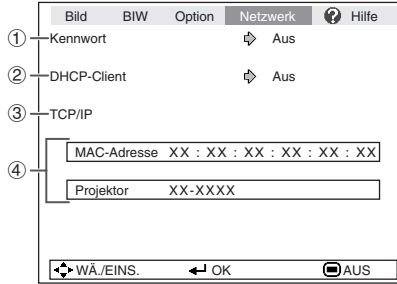 Bild BIW Option Netzwerk ? Hilfe
① Kennwort Aus
② DHCP-Client Aus
③ TCP/IP
④
MAC-Adresse XX : XX : XX : XX : XX : XX
Projektor XX-XXXX
WÄ./EINS. OK AUS